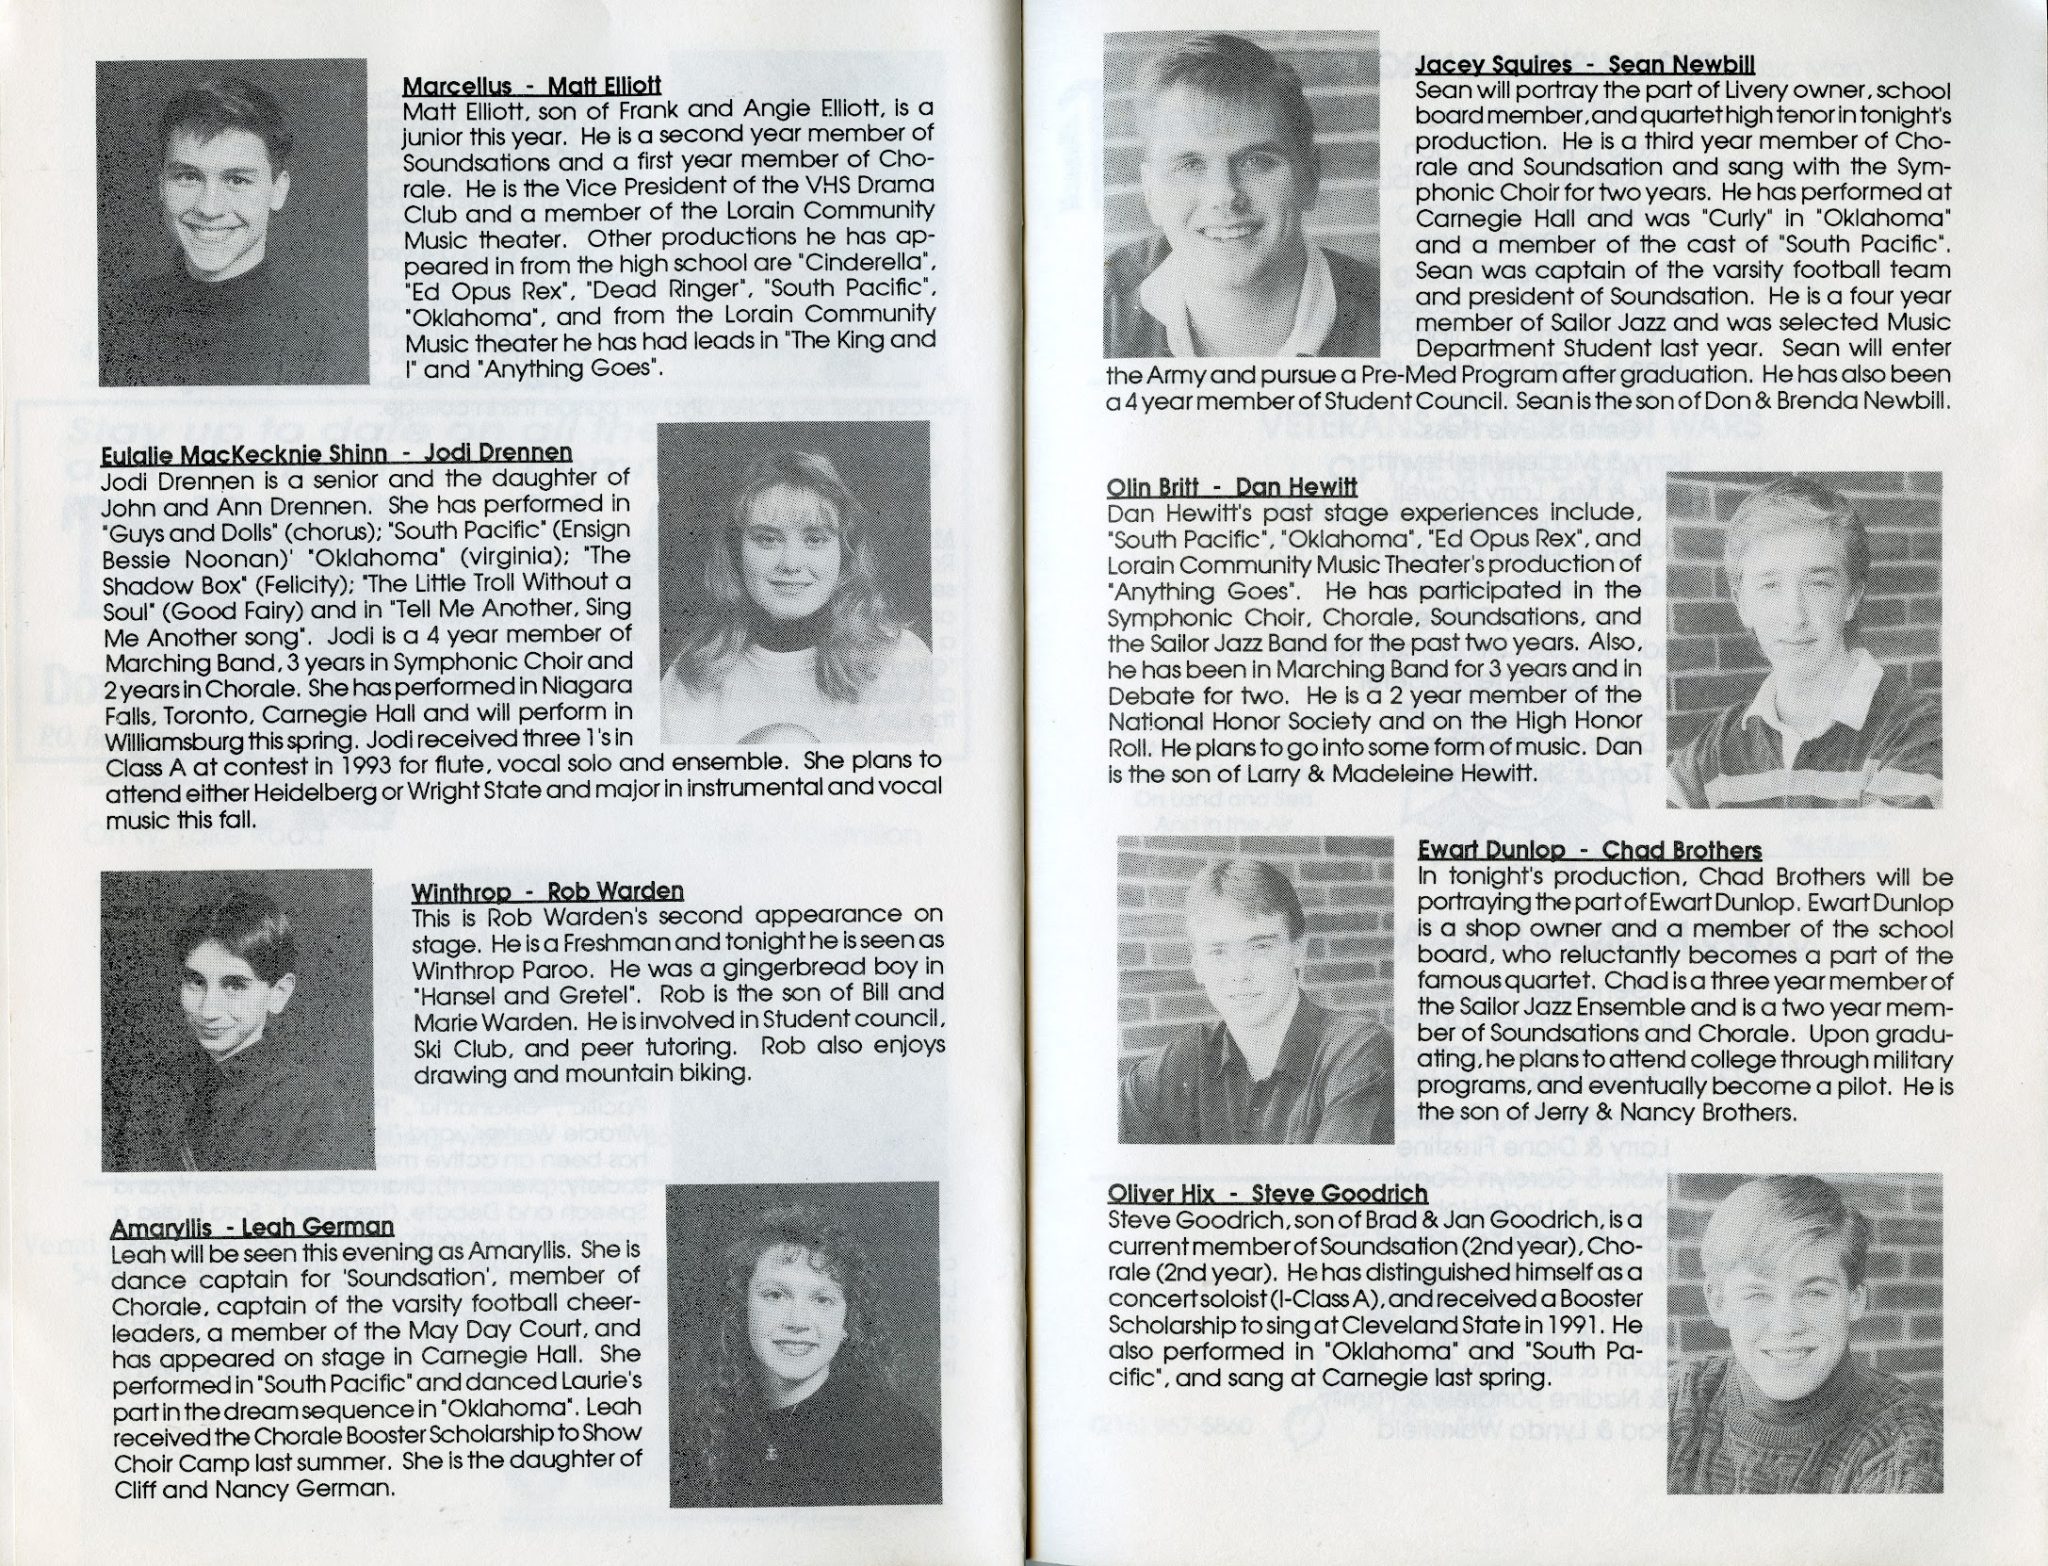 Marcellus - Matt Elliott
Matt Elliott, son of Frank and Angie Elliott, is a
junior this year. He is a second year member of
Soundsations and a first year member of Cho-
rale. He is the Vice President of the VHS Drama
Club and a member of the Lorain Community
Music theater. Other productions he has ap-
peared in from the high school are "Cinderella",
"Ed Opus Rex", "Dead Ringer", "South Pacific",
"Oklahoma", and from the Lorain Community
Music theater he has had leads in "The King and
I" and "Anything Goes".
Eulalie MacKecknie Shinn - Jodi Drennen
Jodi Drennen is a senior and the daughter of
John and Ann Drennen. She has performed in
"Guys and Dolls" (chorus); "South Pacific" (Ensign
Bessie Noonan)' "Oklahoma" (virginia); "The
Shadow Box" (Felicity); "The Little Troll Without a
Soul" (Good Fairy) and in "Tell Me Another, Sing
Me Another song". Jodi is a 4 year member of
Marching Band, 3 years in Symphonic Choir and
2 years in Chorale. She has performed in Niagara
Falls, Toronto, Carnegie Hall and will perform in
Williamsburg this spring. Jodi received three 1's in
Class A at contest in 1993 for flute, vocal solo and ensemble. She plans to
attend either Heidelberg or Wright State and major in instrumental and vocal
music this fall.
Winthrop - Rob Warden
This is Rob Warden's second appearance on
stage. He is a Freshman and tonight he is seen as
Winthrop Paroo. He was a gingerbread boy in
"Hansel and Gretel". Rob is the son of Bill and
Marie Warden. He is involved in Student council,
Ski Club, and peer tutoring. Rob also enjoys
drawing and mountain biking.
Amaryllis - Leah German
Leah will be seen this evening as Amaryllis. She is
dance captain for 'Soundsation', member of
Chorale, captain of the varsity football cheer-
leaders, a member of the May Day Court, and
has appeared on stage in Carnegie Hall. She
performed in "South Pacific" and danced Laurie's
part in the dream sequence in "Oklahoma". Leah
received the Chorale Booster Scholarship to Show
Choir Camp last summer. She is the daughter of
Cliff and Nancy German.
Jacey Squires - Sean Newbill
Sean will portray the part of Livery owner, school
board member, and quartet high tenor in tonight's
production. He is a third year member of Cho-
rale and Soundsation and sang with the Sym-
phonic Choir for two years. He has performed at
Carnegie Hall and was "Curly" in "Oklahoma"
and a member of the cast of "South Pacific".
Sean was captain of the varsity football team
and president of Soundsation. He is a four year
member of Sailor Jazz and was selected Music
Department Student last year. Sean will enter
the Army and pursue a Pre-Med Program after graduation. He has also been
a 4 year member of Student Council. Sean is the son of Don & Brenda Newbill.
Olin Britt - Dan Hewitt
Dan Hewitt's past stage experiences include,
"South Pacific", "Oklahoma", "Ed Opus Rex", and
Lorain Community Music Theater's production of
"Anything Goes". He has participated in the
Symphonic Choir, Chorale, Soundsations, and
the Sailor Jazz Band for the past two years. Also,
he has been in Marching Band for 3 years and in
Debate for two. He is a 2 year member of the
National Honor Society and on the High Honor
Roll. He plans to go into some form of music. Dan
is the son of Larry & Madeleine Hewitt.
Ewart Dunlop - Chad Brothers
In tonight's production, Chad Brothers will be
portraying the part of Ewart Dunlop. Ewart Dunlop
is a shop owner and a member of the school
board, who reluctantly becomes a part of the
famous quartet. Chad is a three year member of
the Sailor Jazz Ensemble and is a two year mem-
ber of Soundsations and Chorale. Upon gradu-
ating, he plans to attend college through military
programs, and eventually become a pilot. He is
the son of Jerry & Nancy Brothers.
Oliver Hix - Steve Goodrich
Steve Goodrich, son of Brad & Jan Goodrich, is a
current member of Soundsation (2nd year), Cho-
rale (2nd year). He has distinguished himself as a
concert soloist (I-Class A), and received a Booster
Scholarship to sing at Cleveland State in 1991. He
also performed in "Oklahoma" and "South Pa-
cific", and sang at Carnegie last spring.